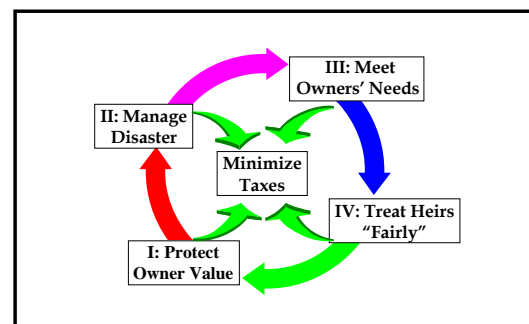 III: Meet
Owners' Needs
II: Manage
Disaster
Minimize
Taxes
IV: Treat Heirs
“Fairly”
I: Protect
Owner Value